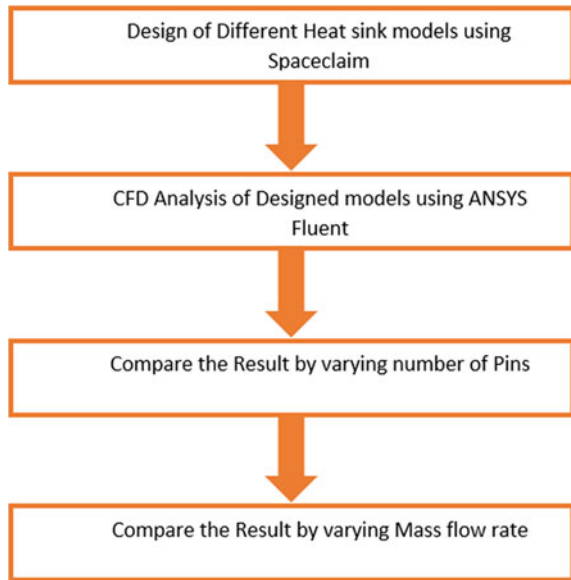 Design of Different Heat sink models using
Spaceclaim
CFD Analysis of Designed models using ANSYS
Fluent
Compare the Result by varying number of Pins
Compare the Result by varying Mass flow rate